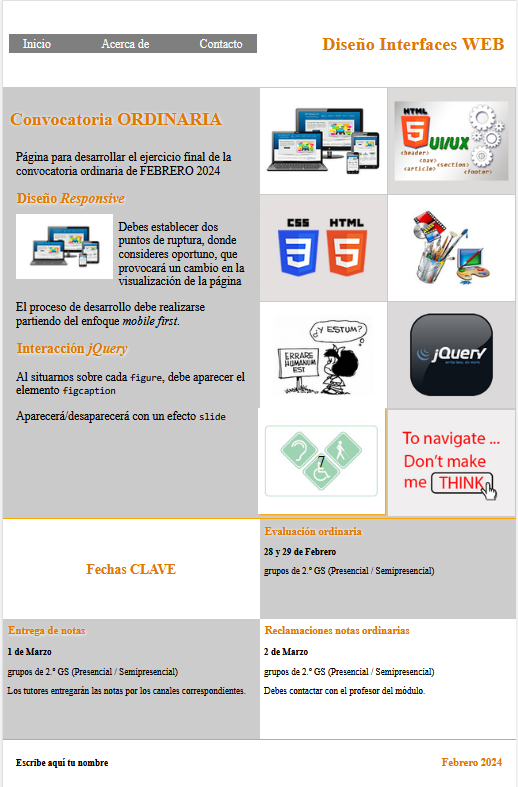 Inicio Acerca de Contacto
Diseño Interfaces WEB
Convocatoria ORDINARIA
Página para desarrollar el ejercicio final de la
convocatoria ordinaria de FEBRERO 2024
Diseño Responsive
Debes establecer dos
puntos de ruptura, donde
consideres oportuno, que
provocará un cambio en la
visualización de la página
El proceso de desarrollo debe realizarse
partiendo del enfoque mobile first.
Interacción jQuery
Al situarnos sobre cada figure, debe aparecer el
elemento figcaption
Aparecerá/desaparecerá con un efecto slide
HTML
5 UI/UX
<header>
<nav> <section>
<article> <footer>
CSS HTML
3 5
¿Y ESTUM?
ERRARE
HUMANUM
EST
jQuery
7
To navigate ...
Don't make
me THINK
Fechas CLAVE
Evaluación ordinaria
28 y 29 de Febrero
grupos de 2.º GS (Presencial / Semipresencial)
Entrega de notas
1 de Marzo
grupos de 2.º GS (Presencial / Semipresencial)
Los tutores entregarán las notas por los canales correspondientes.
Reclamaciones notas ordinarias
2 de Marzo
grupos de 2.º GS (Presencial / Semipresencial)
Debes contactar con el profesor del módulo.
Escribe aquí tu nombre
Febrero 2024